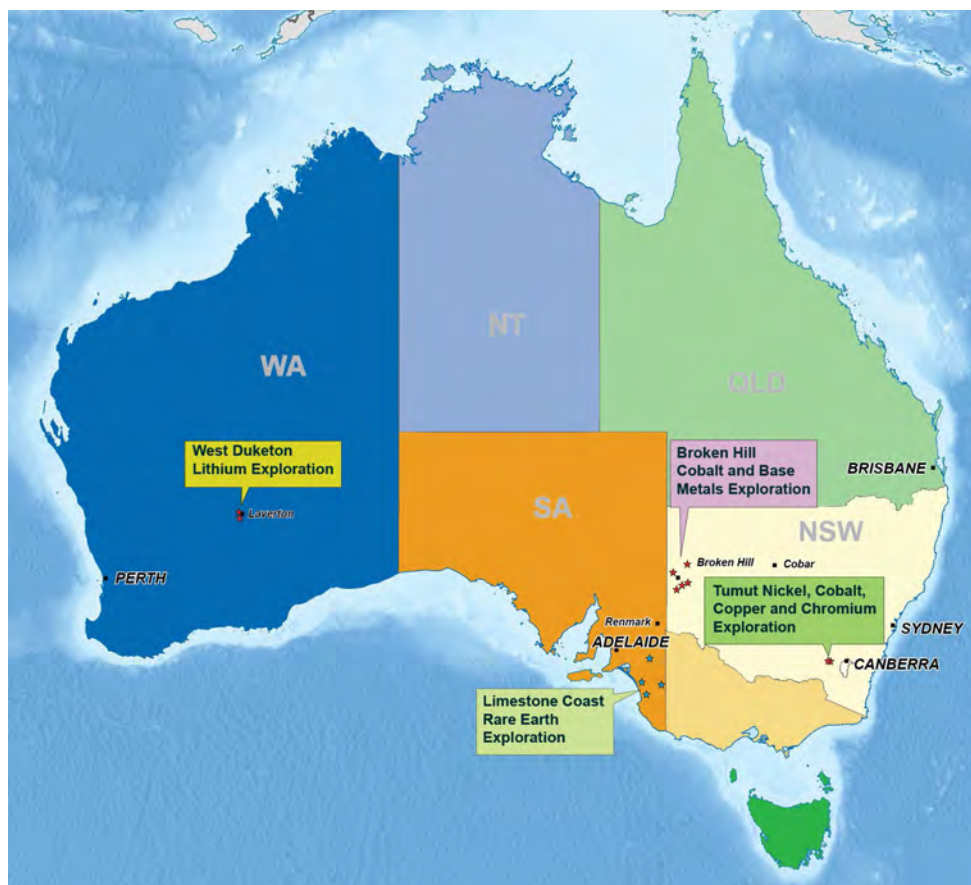 NT
WA
QLD
West Duketon
Lithium Exploration
Broken Hill
Cobalt and Base
Metals Exploration
BRISBANE
Laverton
SA
NSW
Broken Hill
Cobar
PERTH
Tumut Nickel, Cobalt,
Copper and Chromium
Exploration
Renmark
ADELAIDE
SYDNEY
CANBERRA
Limestone Coast
Rare Earth
Exploration